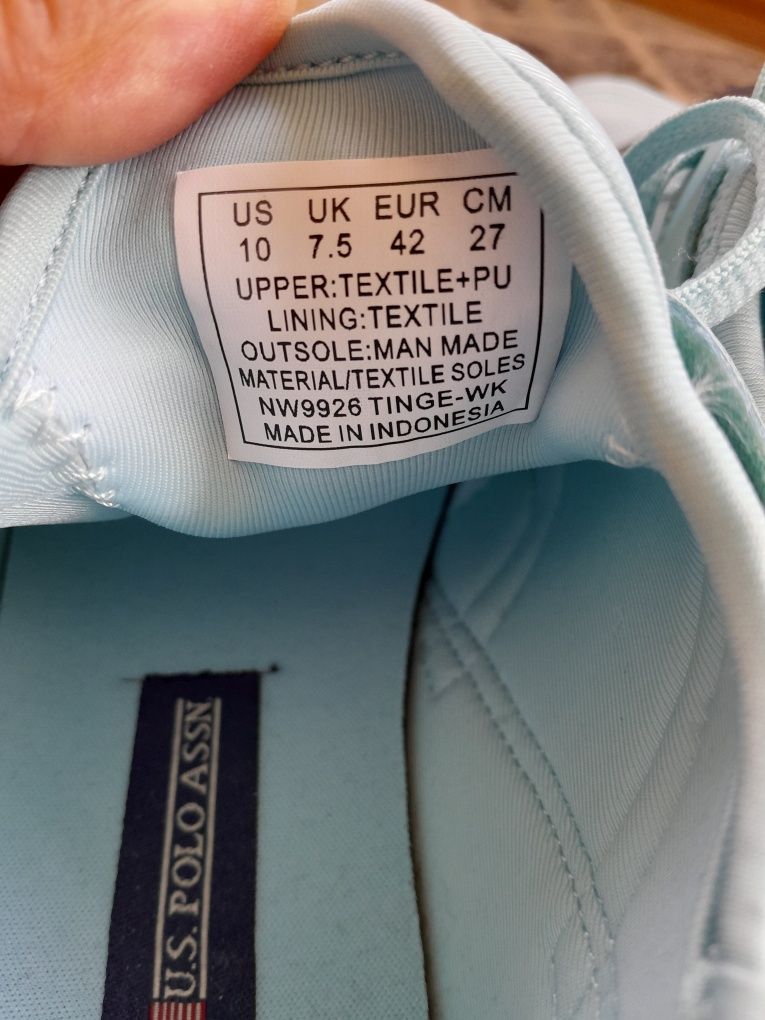 US UK EUR CM
10 7.5 42 27
UPPER:TEXTILE+PU
LINING:TEXTILE
OUTSOLE:MAN MADE
MATERIAL/TEXTILE SOLES
NW9926 TINGE-WK
MADE IN INDONESIA
U.S. POLO ASSN.